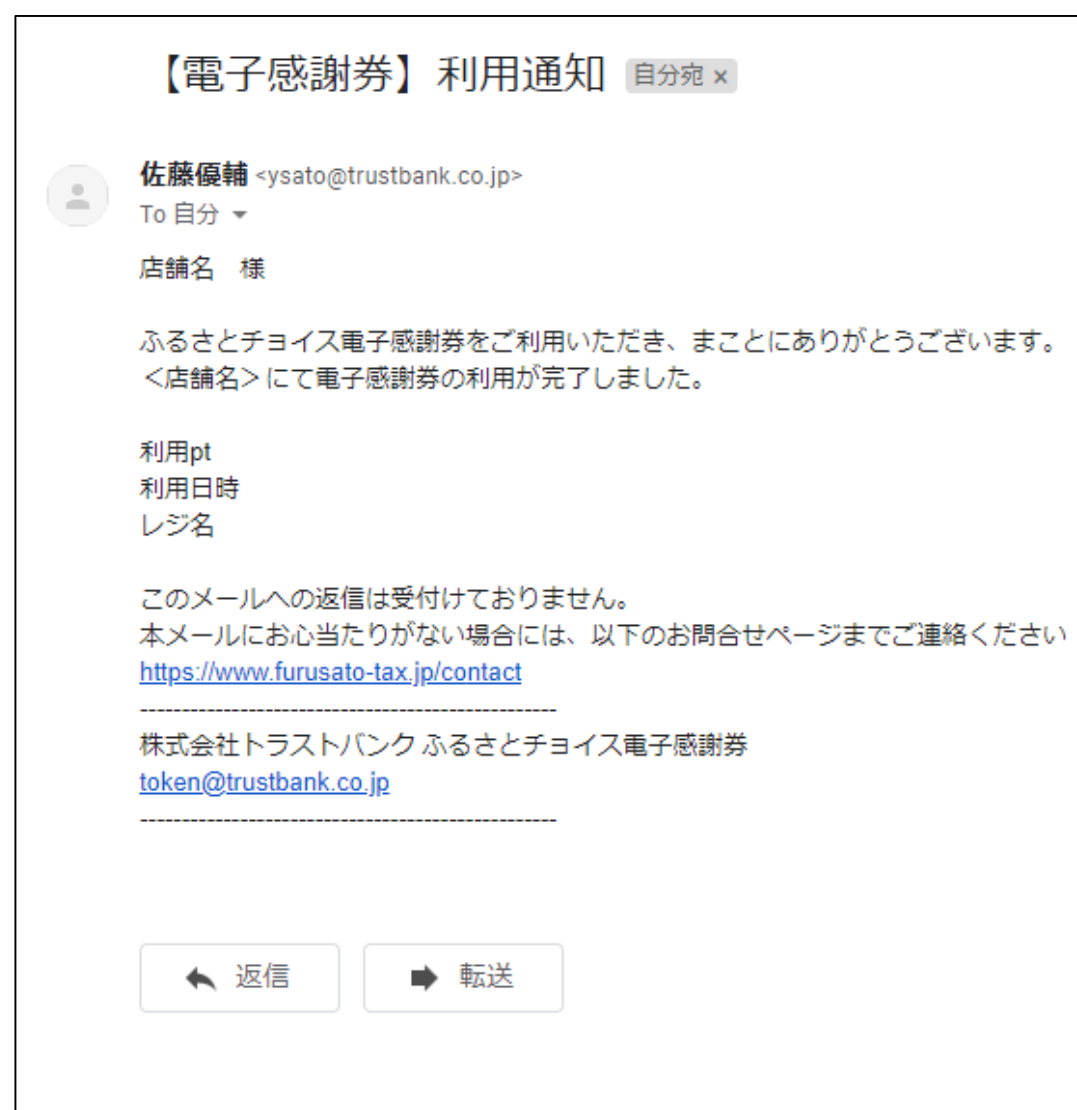 【電子感謝券】利用通知 自分宛 ×
佐藤優輔 <ysato@trustbank.co.jp>
To 自分
店舗名　様
ふるさとチョイス電子感謝券をご利用いただき、まことにありがとうございます。
＜店舗名＞にて電子感謝券の利用が完了しました。
利用pt
利用日時
レジ名
このメールへの返信は受付けておりません。
本メールにお心当たりがない場合には、以下のお問合せページまでご連絡ください
https://www.furusato-tax.jp/contact
--------------------------------------------------
株式会社トラストバンク ふるさとチョイス電子感謝券
token@trustbank.co.jp
--------------------------------------------------
返信 転送